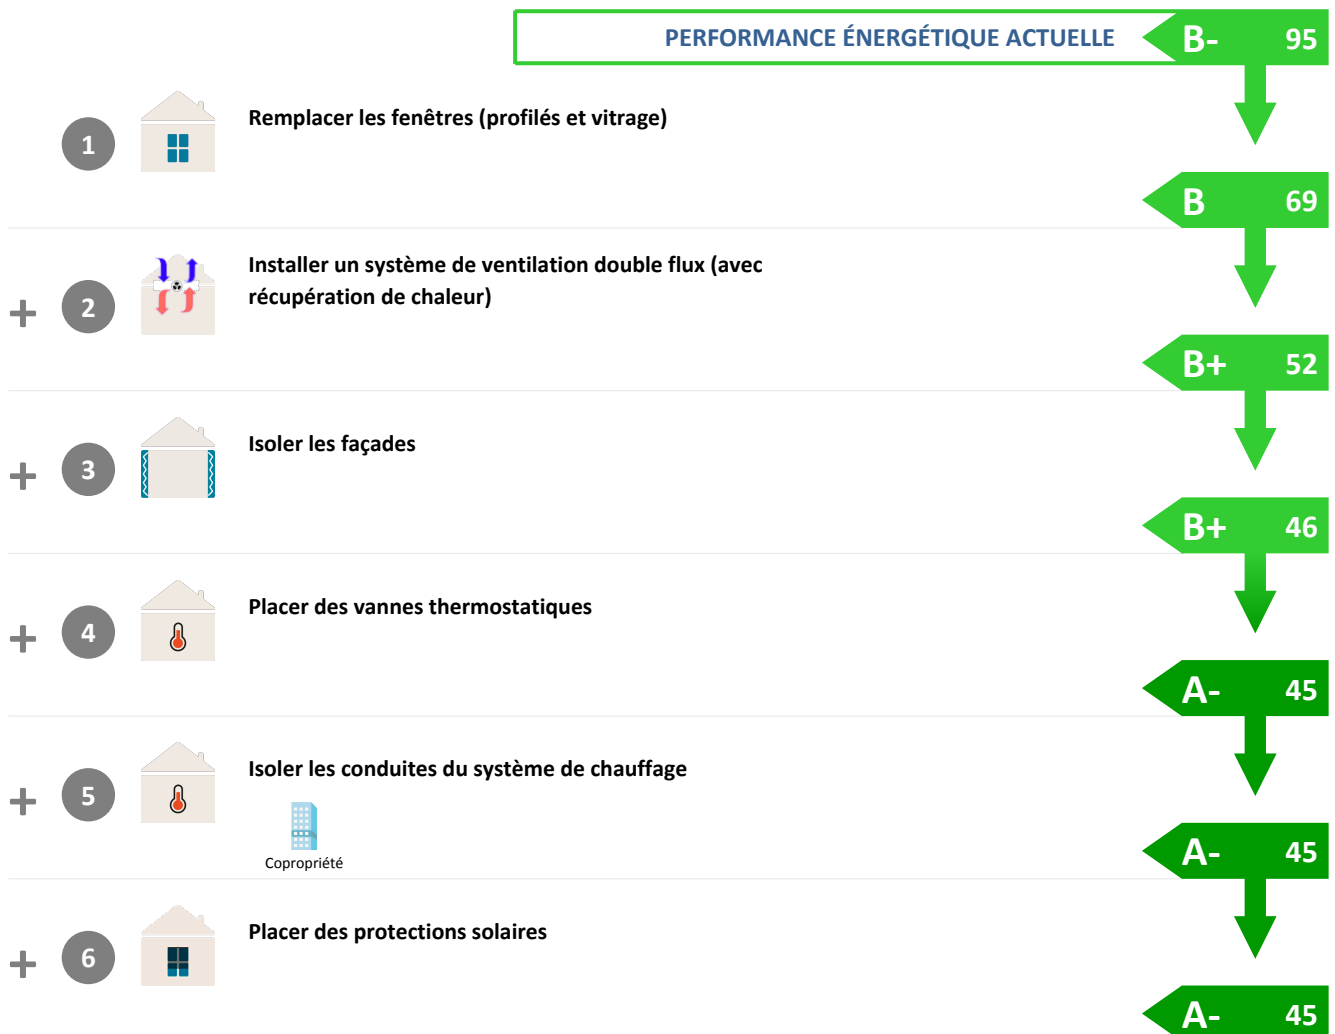 PERFORMANCE ÉNERGÉTIQUE ACTUELLE B- 95
1 Remplacer les fenêtres (profilés et vitrage)
B 69
+ 2 Installer un système de ventilation double flux (avec
récupération de chaleur)
B+ 52
+ 3 Isoler les façades
B+ 46
+ 4 Placer des vannes thermostatiques
A- 45
+ 5 Isoler les conduites du système de chauffage
Copropriété
A- 45
+ 6 Placer des protections solaires
A- 45